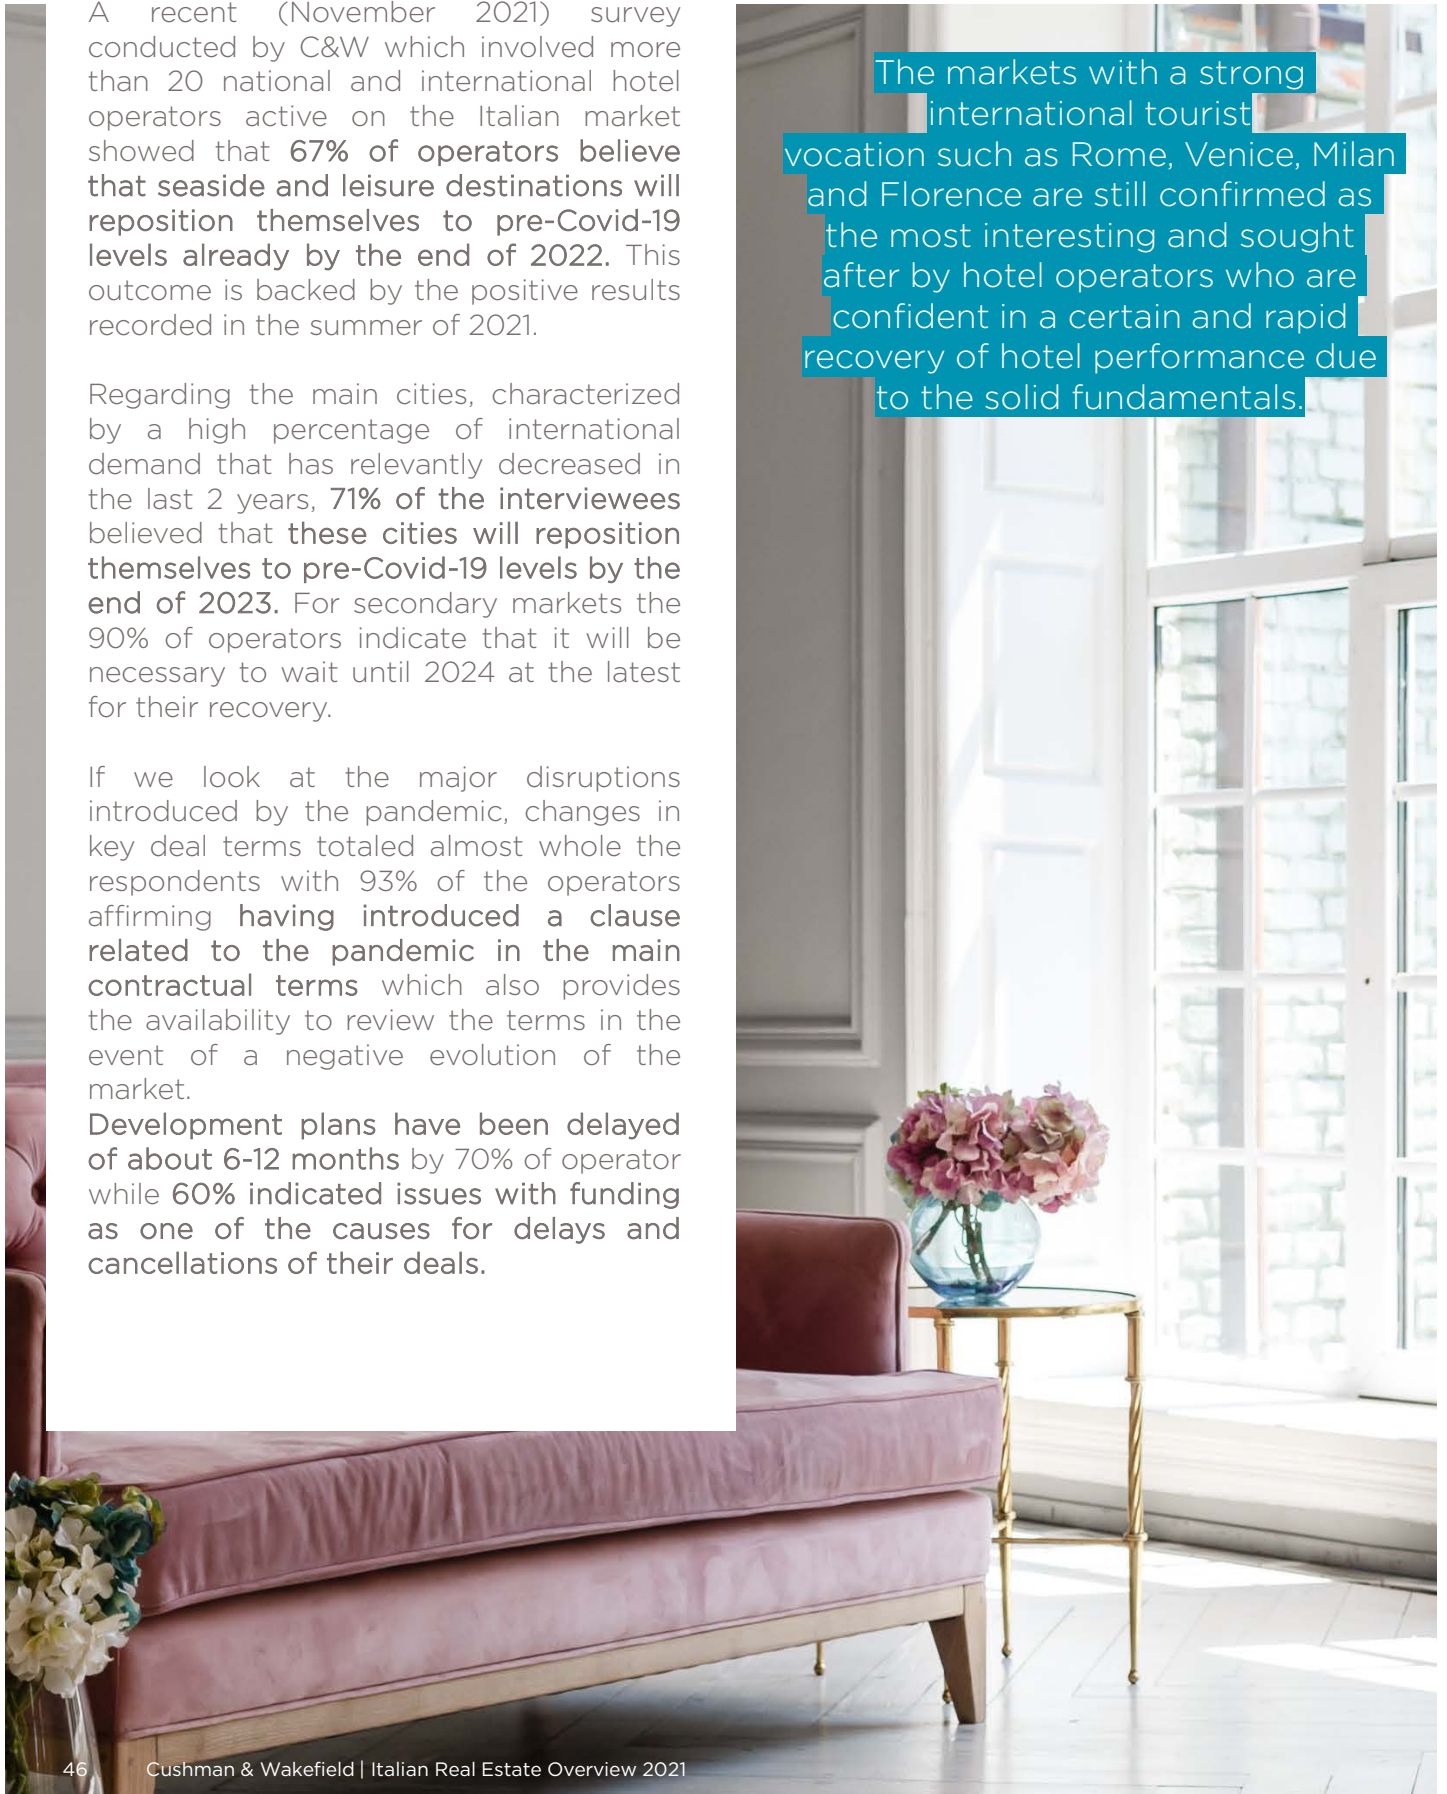 A recent (November 2021) survey
conducted by C&W which involved more
than 20 national and international hotel
operators active on the Italian market
showed that 67% of operators believe
that seaside and leisure destinations will
reposition themselves to pre-Covid-19
levels already by the end of 2022. This
outcome is backed by the positive results
recorded in the summer of 2021.
Regarding the main cities, characterized
by a high percentage of international
demand that has relevantly decreased in
the last 2 years, 71% of the interviewees
believed that these cities will reposition
themselves to pre-Covid-19 levels by the
end of 2023. For secondary markets the
90% of operators indicate that it will be
necessary to wait until 2024 at the latest
for their recovery.
If we look at the major disruptions
introduced by the pandemic, changes in
key deal terms totaled almost whole the
respondents with 93% of the operators
affirming having introduced a clause
related to the pandemic in the main
contractual terms which also provides
the availability to review the terms in the
event of a negative evolution of the
market.
Development plans have been delayed
of about 6-12 months by 70% of operator
while 60% indicated issues with funding
as one of the causes for delays and
cancellations of their deals.
The markets with a strong
international tourist
vocation such as Rome, Venice, Milan
and Florence are still confirmed as
the most interesting and sought
after by hotel operators who are
confident in a certain and rapid
recovery of hotel performance due
to the solid fundamentals.
46 Cushman & Wakefield | Italian Real Estate Overview 2021